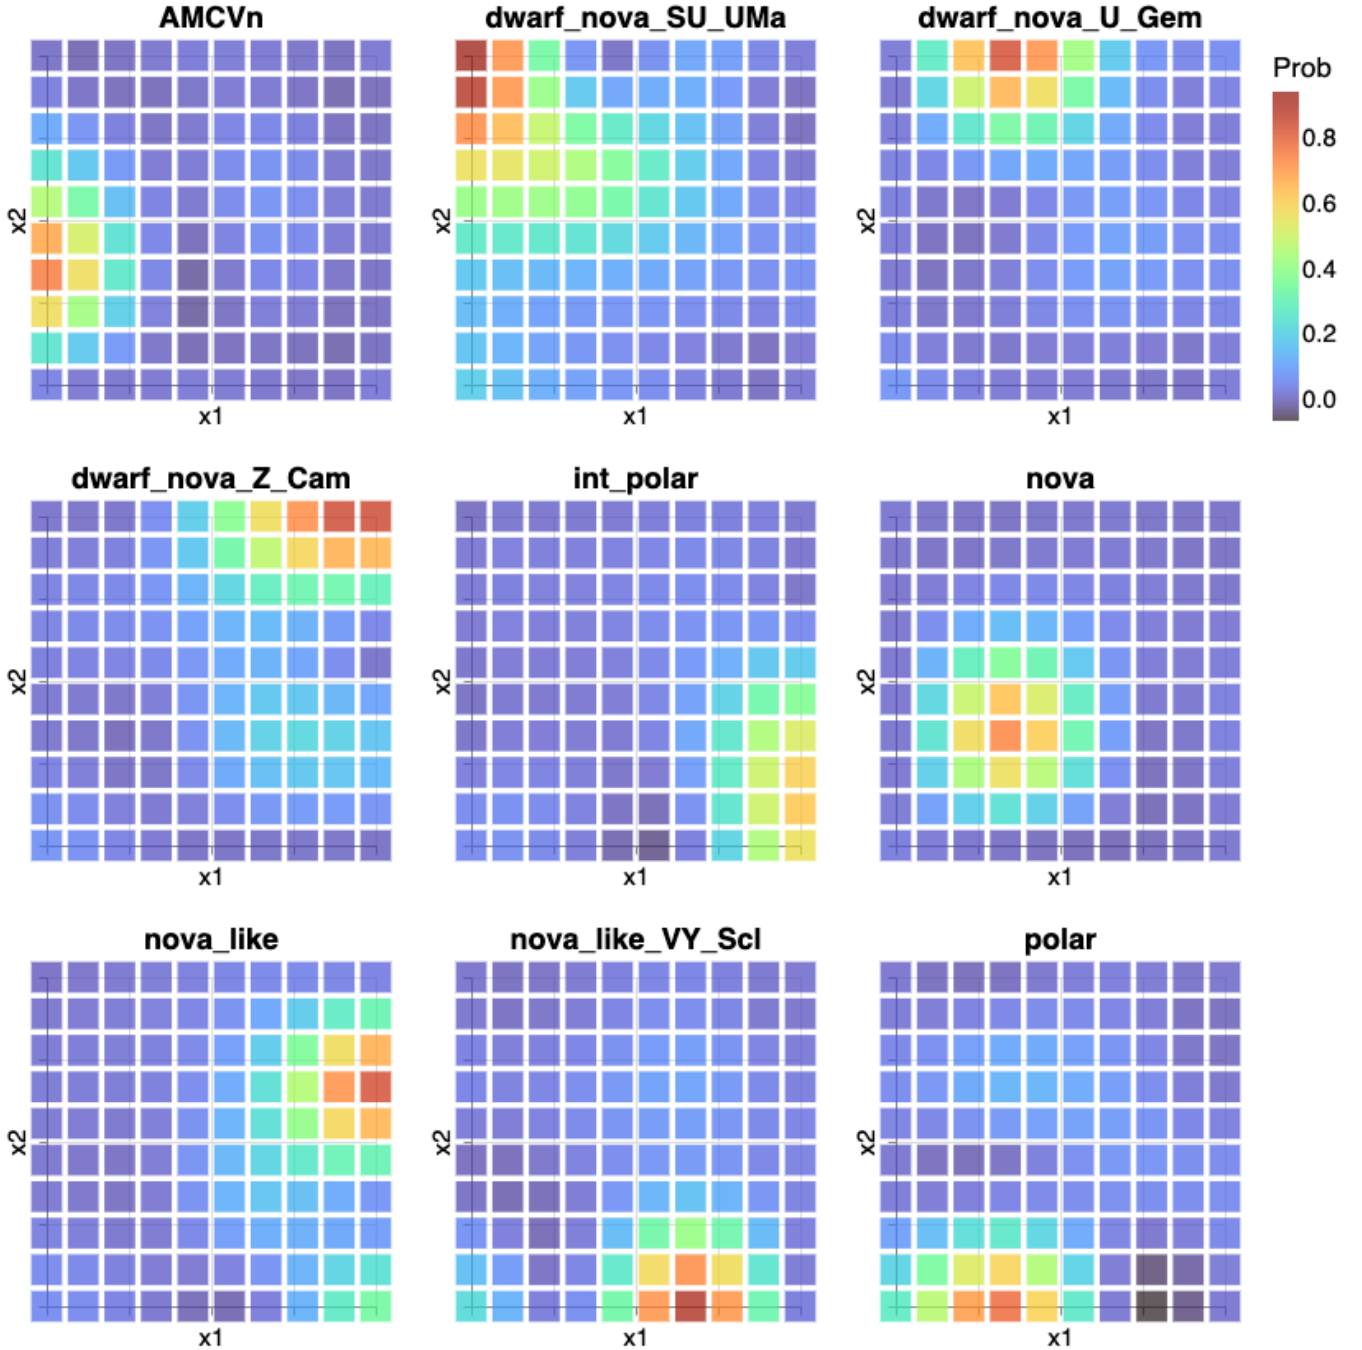 AMCVn
dwarf_nova_SU_UMa
dwarf_nova_U_Gem
Prob
0.8
0.6
0.4
0.2
0.0
x2
x2
x2
x1
x1
x1
dwarf_nova_Z_Cam
int_polar
nova
x2
x2
x2
x1
x1
x1
nova_like
nova_like_VY_Scl
polar
x2
x2
x2
x1
x1
x1